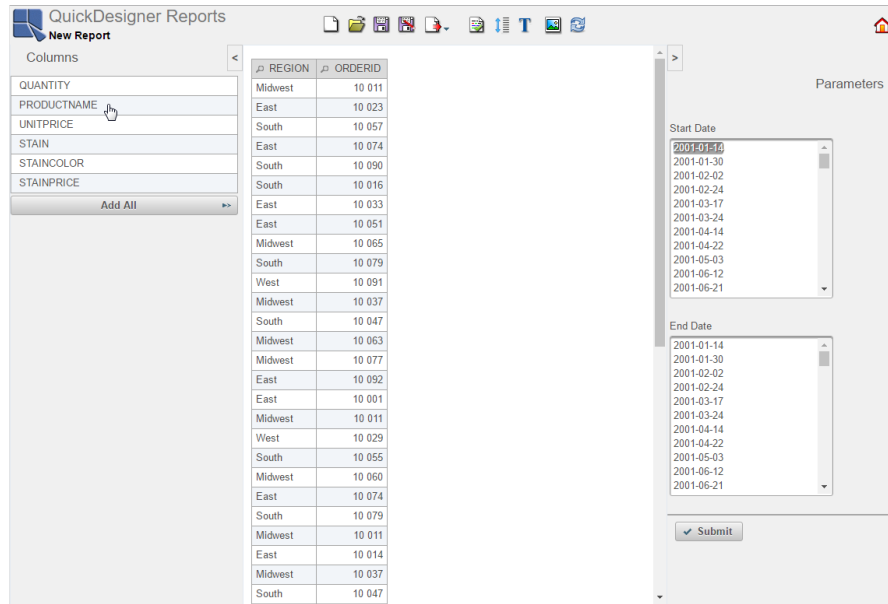 QuickDesigner Reports
New Report
T
Columns
<
QUANTITY
PRODUCTNAME
UNITPRICE
STAIN
STAINCOLOR
STAINPRICE
Add All
REGION ORDERID
Midwest 10 011
East 10 023
South 10 057
East 10 074
South 10 090
South 10 016
East 10 033
East 10 051
Midwest 10 065
South 10 079
West 10 091
Midwest 10 037
South 10 047
Midwest 10 063
Midwest 10 077
East 10 092
East 10 001
Midwest 10 011
West 10 029
South 10 055
Midwest 10 060
East 10 074
South 10 079
Midwest 10 011
East 10 014
Midwest 10 037
South 10 047
>
Parameters
Start Date
2001-01-14
2001-01-30
2001-02-02
2001-02-24
2001-03-17
2001-03-24
2001-04-14
2001-04-22
2001-05-03
2001-06-12
2001-06-21
End Date
2001-01-14
2001-01-30
2001-02-02
2001-02-24
2001-03-17
2001-03-24
2001-04-14
2001-04-22
2001-05-03
2001-06-12
2001-06-21
Submit